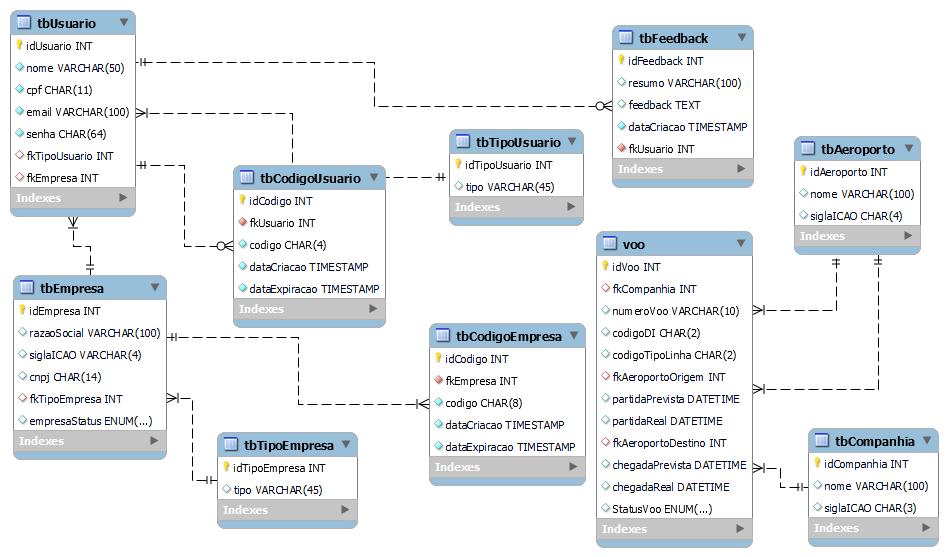 tbUsuario
idUsuario INT
nome VARCHAR(50)
cpf CHAR(11)
email VARCHAR(100)
senha CHAR(64)
fkTipoUsuario INT
fkEmpresa INT
Indexes
tbFeedback
idFeedback INT
resumo VARCHAR(100)
feedback TEXT
dataCriacao TIMESTAMP
fkUsuario INT
Indexes
tbTipoUsuario
idTipoUsuario INT
tipo VARCHAR(45)
Indexes
tbAeroporto
idAeroporto INT
nome VARCHAR(100)
siglaICAO CHAR(4)
Indexes
tbCodigoUsuario
idCodigo INT
fkUsuario INT
codigo CHAR(4)
dataCriacao TIMESTAMP
dataExpiracao TIMESTAMP
Indexes
voo
idVoo INT
fkCompanhia INT
numeroVoo VARCHAR(10)
codigoDI CHAR(2)
codigoTipoLinha CHAR(2)
fkAeroportoOrigem INT
partidaPrevista DATETIME
partidaReal DATETIME
fkAeroportoDestino INT
chegadaPrevista DATETIME
chegadaReal DATETIME
StatusVoo ENUM(...)
Indexes
tbEmpresa
idEmpresa INT
razaoSocial VARCHAR(100)
siglaICAO VARCHAR(4)
cnpj CHAR(14)
fkTipoEmpresa INT
empresaStatus ENUM(...)
Indexes
tbCodigoEmpresa
idCodigo INT
fkEmpresa INT
codigo CHAR(8)
dataCriacao TIMESTAMP
dataExpiracao TIMESTAMP
Indexes
tbTipoEmpresa
idTipoEmpresa INT
tipo VARCHAR(45)
Indexes
tbCompanhia
idCompanhia INT
nome VARCHAR(100)
siglaICAO CHAR(3)
Indexes